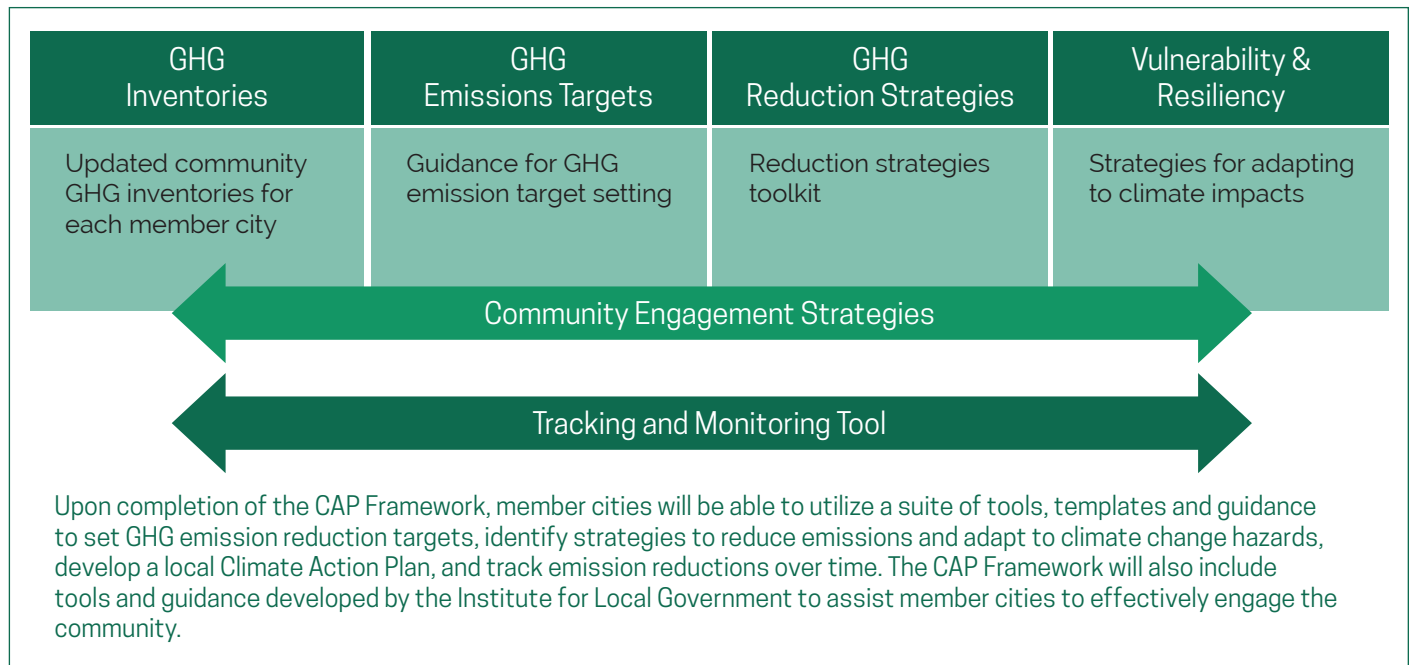 GHG
Inventories
GHG
Emissions Targets
GHG
Reduction Strategies
Vulnerability &
Resiliency
Updated community
GHG inventories for
each member city
Guidance for GHG
emission target setting
Reduction strategies
toolkit
Strategies for adapting
to climate impacts
Community Engagement Strategies
Tracking and Monitoring Tool
Upon completion of the CAP Framework, member cities will be able to utilize a suite of tools, templates and guidance
to set GHG emission reduction targets, identify strategies to reduce emissions and adapt to climate change hazards,
develop a local Climate Action Plan, and track emission reductions over time. The CAP Framework will also include
tools and guidance developed by the Institute for Local Government to assist member cities to effectively engage the
community.